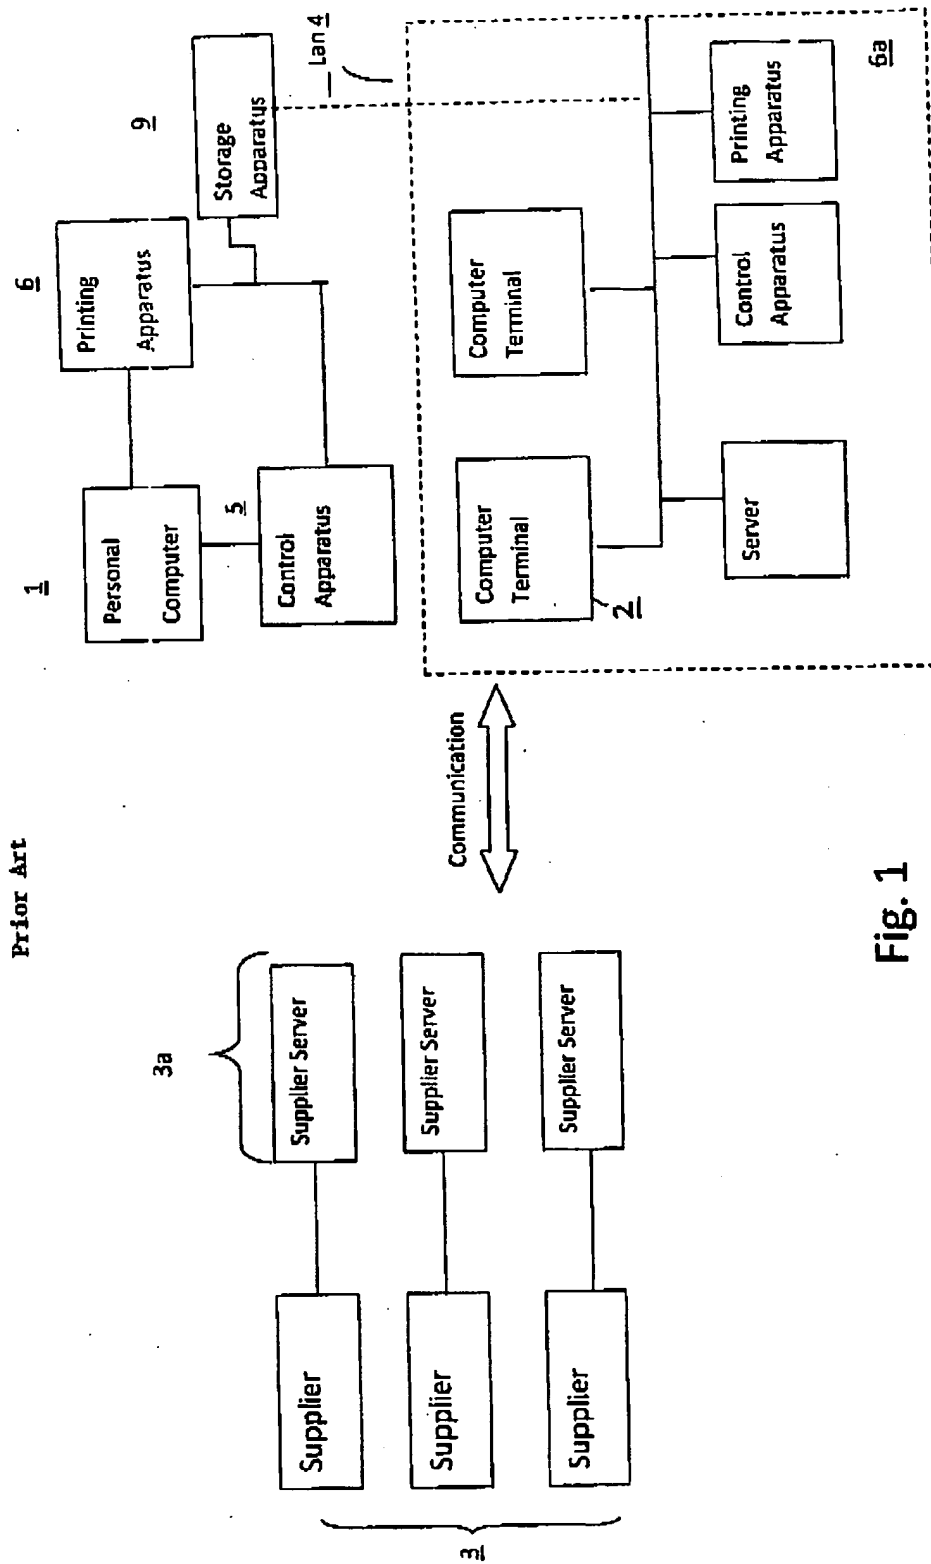 Prior Art
3a
Supplier
Supplier Server
Supplier
Supplier Server
Supplier
Supplier Server
3
Communication
1
Personal
Computer
6
Printing
Apparatus
9
Storage
Apparatus
5
Control
Apparatus
Lan 4
Computer
Terminal
2
Computer
Terminal
Server
Control
Apparatus
Printing
Apparatus
6a
Fig. 1